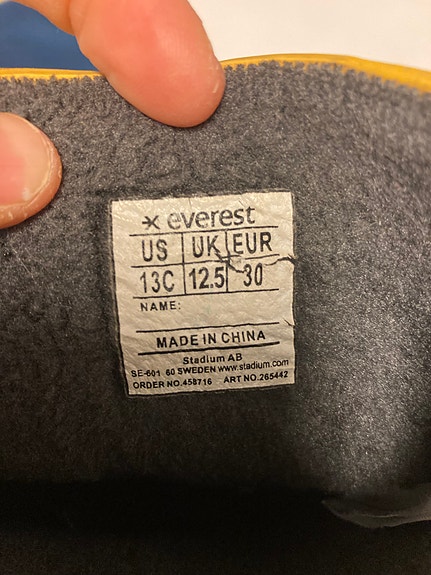 everest
US UK EUR
13C 12.5 30
NAME:
MADE IN CHINA
Stadium AB
SE-601 60 SWEDEN www.stadium.com
ORDER NO.458716 ART NO.265442